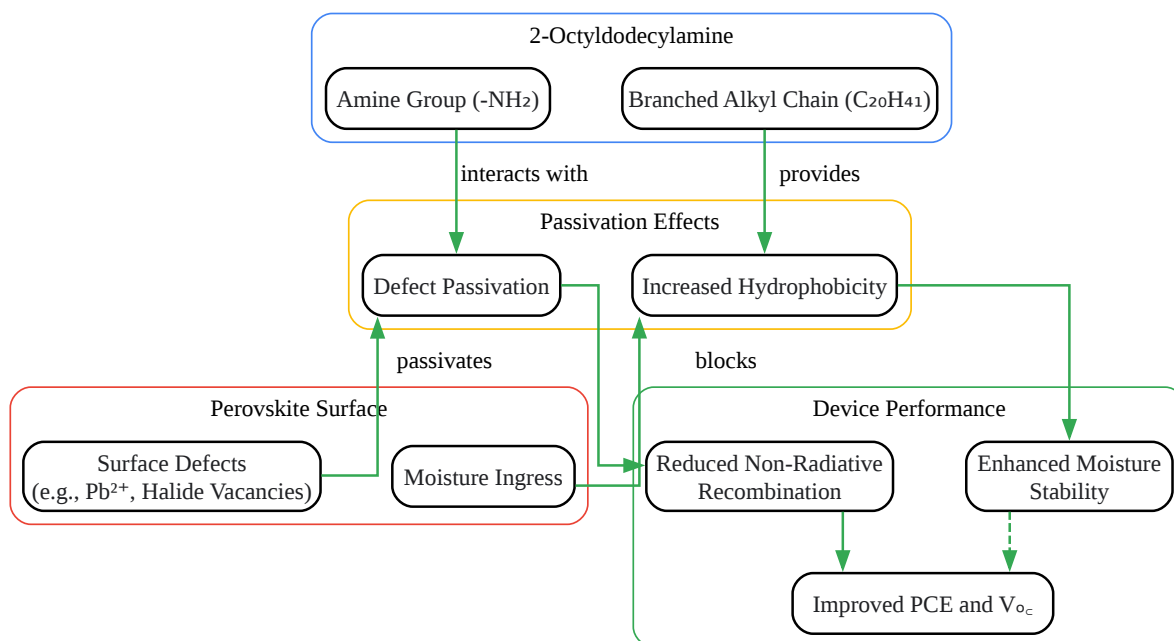 2-Octyldodecylamine
Amine Group (-NH₂)
Branched Alkyl Chain (C₂₀H₄₁)
interacts with
provides
Passivation Effects
Defect Passivation
Increased Hydrophobicity
passivates
blocks
Perovskite Surface
Device Performance
Surface Defects
(e.g., Pb²⁺, Halide Vacancies)
Moisture Ingress
Reduced Non-Radiative
Recombination
Enhanced Moisture
Stability
Improved PCE and Vₒ꜀